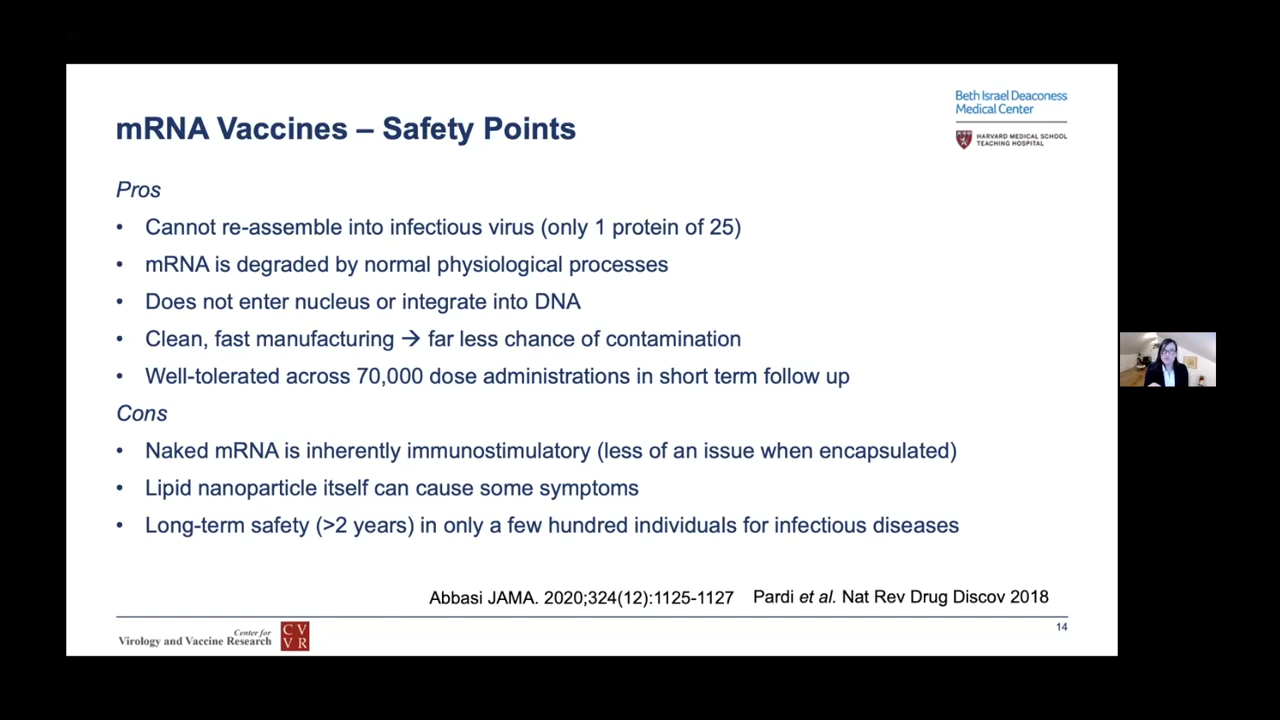 Beth Israel Deaconess
Medical Center
HARVARD MEDICAL SCHOOL
TEACHING HOSPITAL
mRNA Vaccines – Safety Points
Pros
• Cannot re-assemble into infectious virus (only 1 protein of 25)
• mRNA is degraded by normal physiological processes
• Does not enter nucleus or integrate into DNA
• Clean, fast manufacturing → far less chance of contamination
• Well-tolerated across 70,000 dose administrations in short term follow up
Cons
• Naked mRNA is inherently immunostimulatory (less of an issue when encapsulated)
• Lipid nanoparticle itself can cause some symptoms
• Long-term safety (>2 years) in only a few hundred individuals for infectious diseases
Abbasi JAMA. 2020;324(12):1125-1127 Pardi et al. Nat Rev Drug Discov 2018
Center for
Virology and Vaccine Research
C V
V R
14